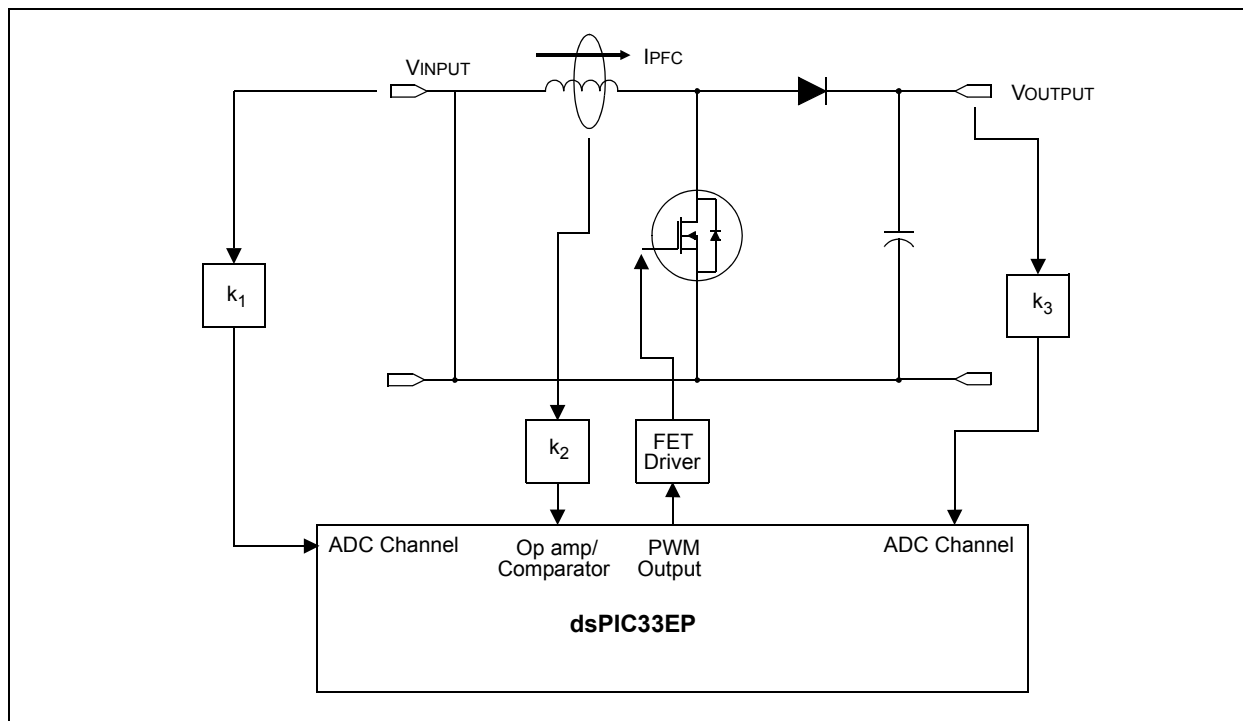 IPFC
VINPUT
VOUTPUT
k1
k3
k2
FET
Driver
ADC Channel
Op amp/
Comparator
PWM
Output
ADC Channel
dsPIC33EP